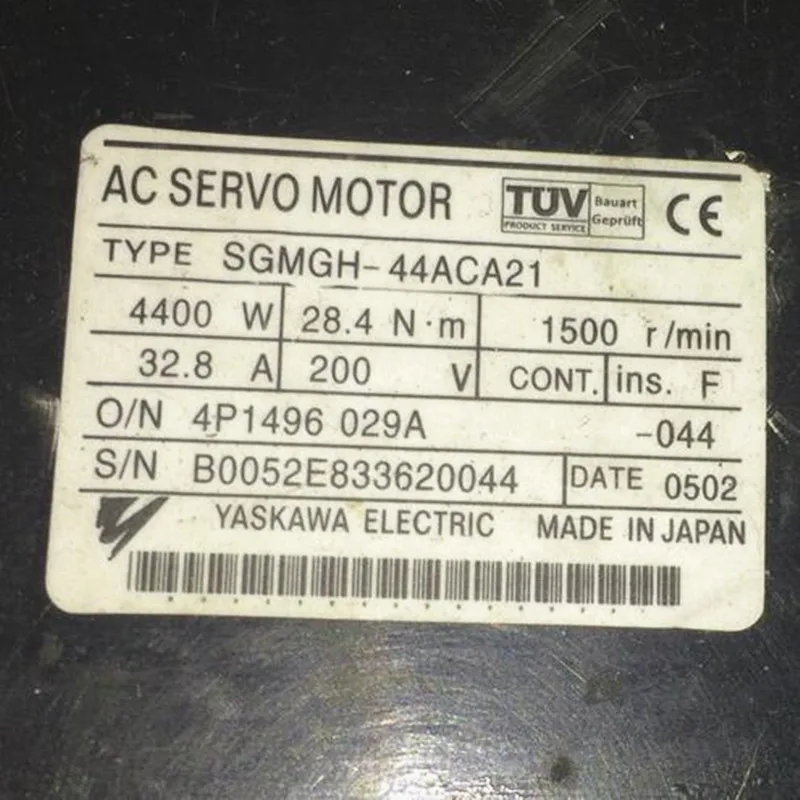 AC SERVO MOTOR TÜV PRODUCT SERVICE Bauart Geprüft CE
TYPE SGMGH-44ACA21
4400 W 28.4 N·m 1500 r/min
32.8 A 200 V CONT. ins. F
O/N 4P1496 029A -044
S/N B0052E833620044 DATE 0502
YASKAWA ELECTRIC MADE IN JAPAN